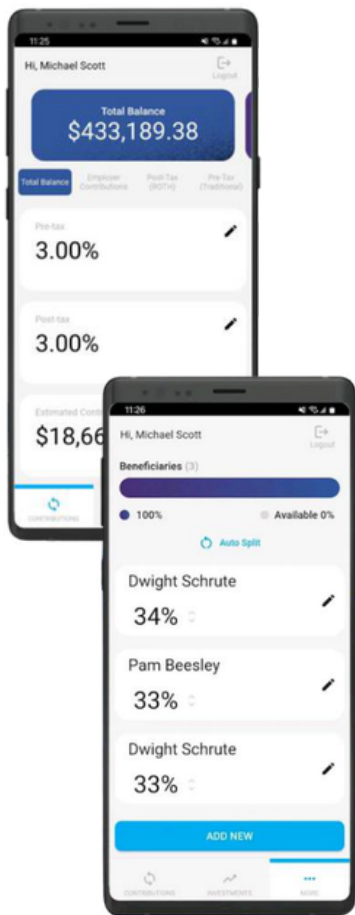 11:25
Hi, Michael Scott
Logout
Total Balance
$433,189.38
Total Balance
Employer
Contributions
Post-Tax
(ROTH)
Pre-Tax
(Traditional)
Pre-tax
3.00%
Post-tax
3.00%
Estimated Cont
$18,66
CONTRIBUTIONS
11:26
Hi, Michael Scott
Logout
Beneficiaries (3)
100%
Available 0%
Auto Split
Dwight Schrute
34%
Pam Beesley
33%
Dwight Schrute
33%
ADD NEW
CONTRIBUTIONS
INVESTMENTS
MORE